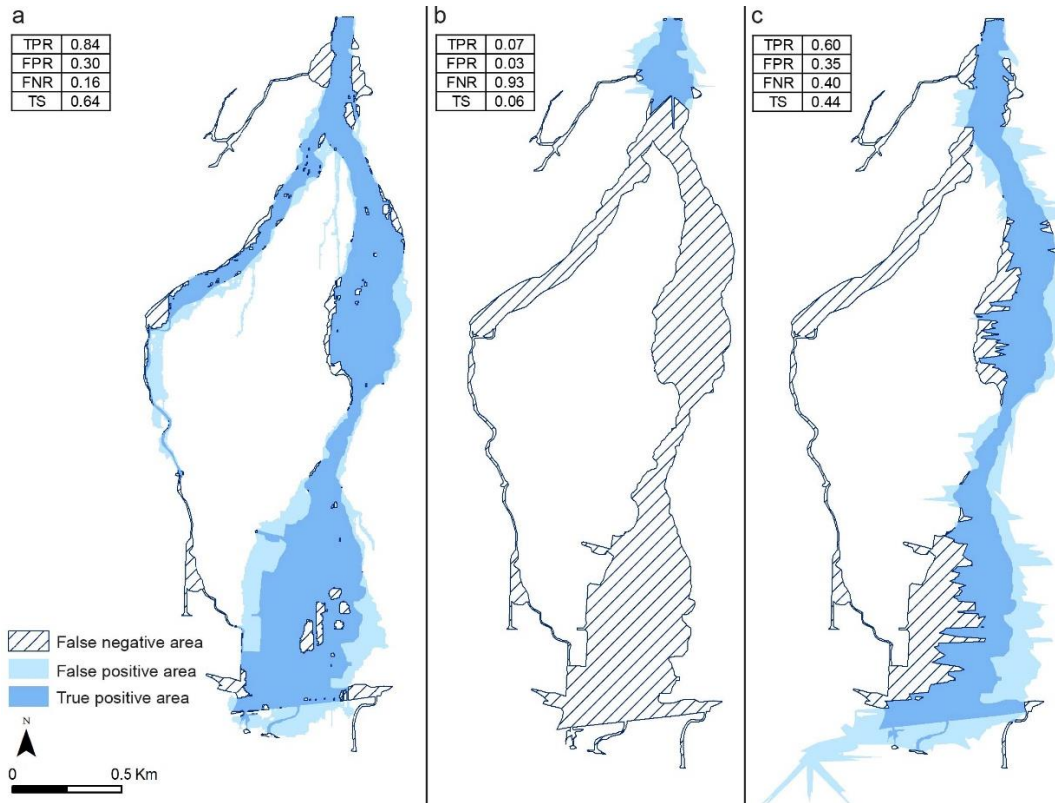 a
TPR 0.84
FPR 0.30
FNR 0.16
TS 0.64
b
TPR 0.07
FPR 0.03
FNR 0.93
TS 0.06
c
TPR 0.60
FPR 0.35
FNR 0.40
TS 0.44
False negative area
False positive area
True positive area
N
0 0.5 Km